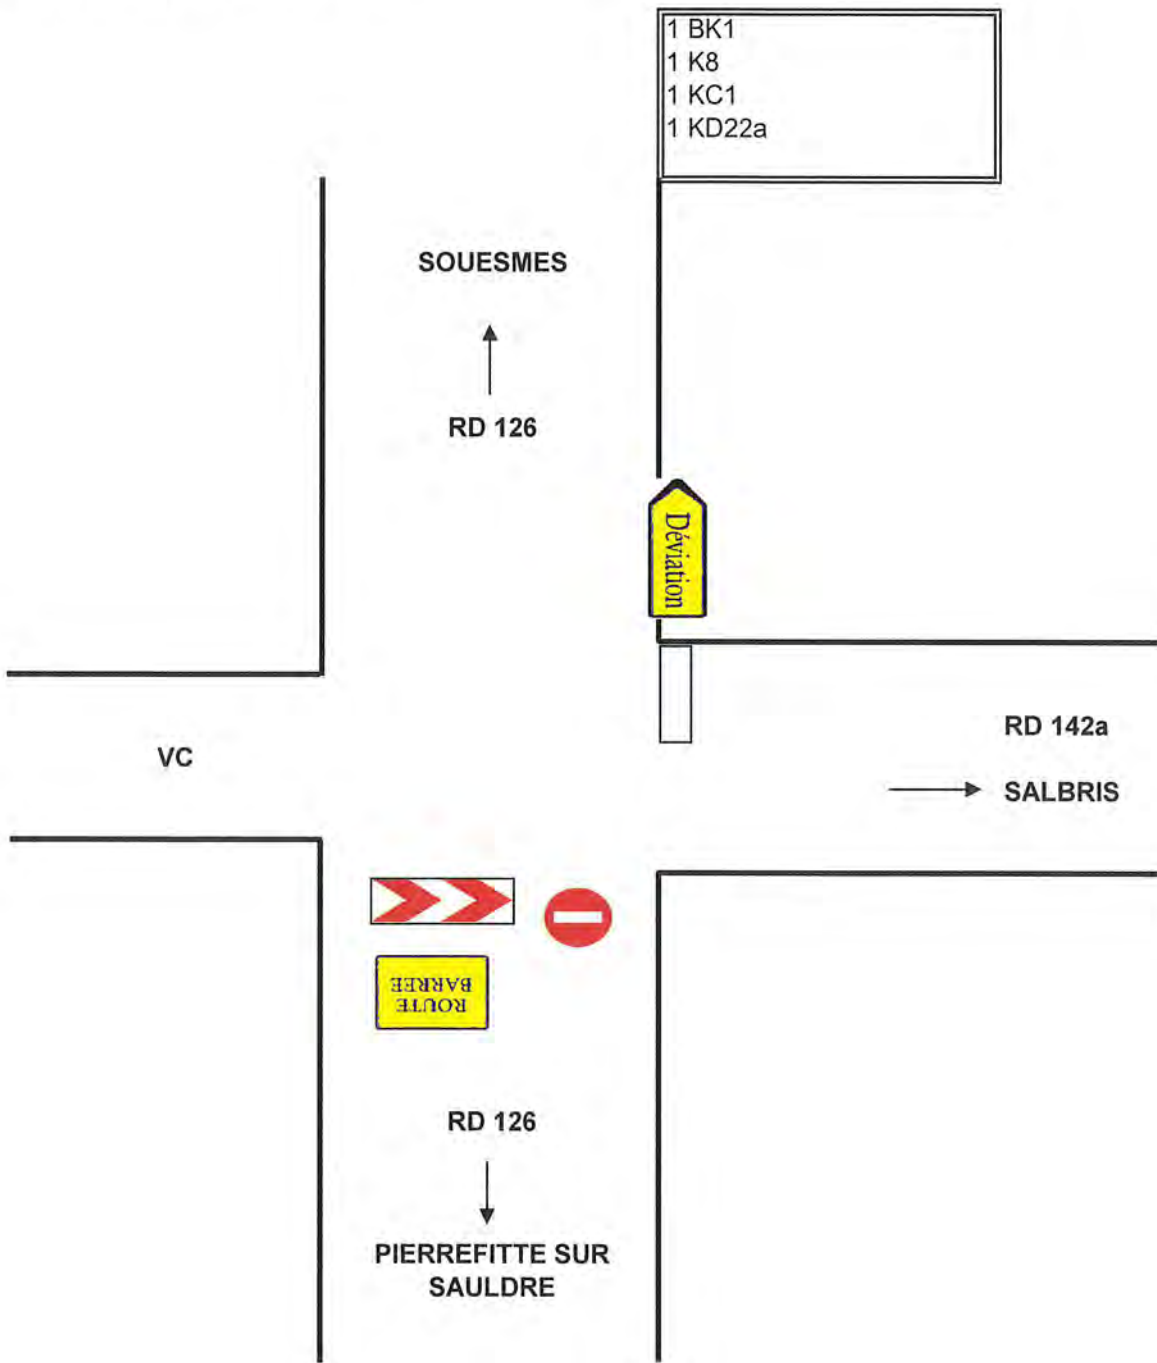 1 BK1
1 K8
1 KC1
1 KD22a
SOUESMES
RD 126
Déviation
RD 142a
VC
SALBRIS
ROUTE
BARREE
RD 126
PIERREFITTE SUR
SAULDRE